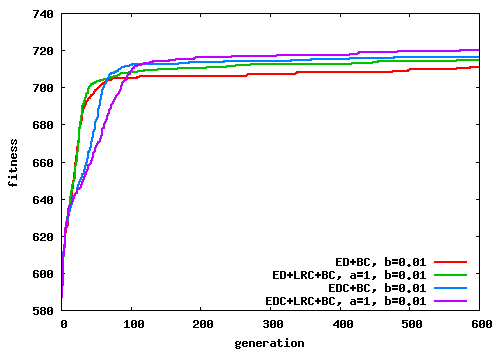 740
720
700
680
660
640
620
600
580
fitness
ED+BC, b=0.01
ED+LRC+BC, a=1, b=0.01
EDC+BC, b=0.01
EDC+LRC+BC, a=1, b=0.01
0 100 200 300 400 500 600
generation